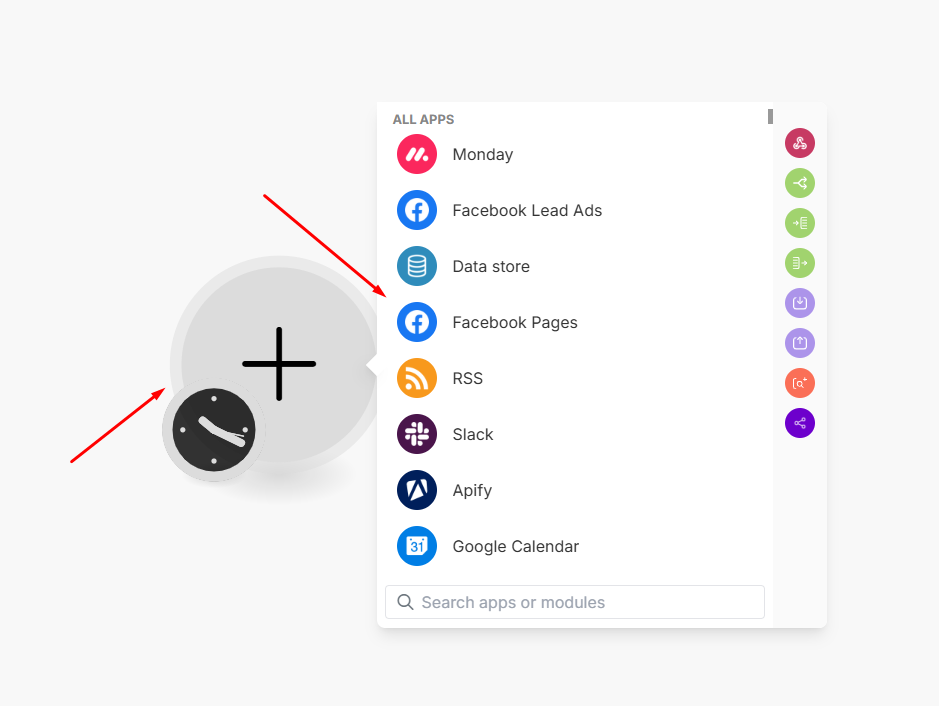 ALL APPS
Monday
Facebook Lead Ads
Data store
Facebook Pages
RSS
Slack
Apify
31
Google Calendar
Search apps or modules